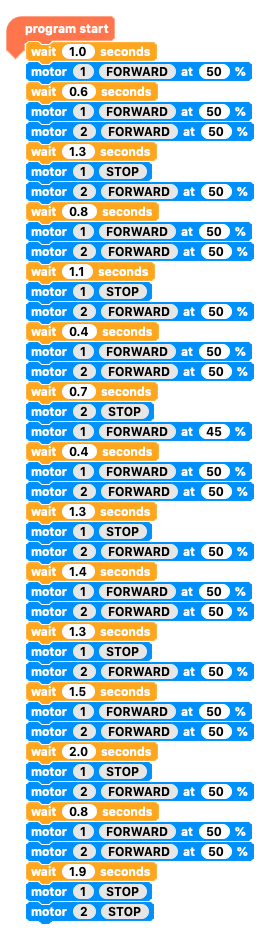 program start
wait 1.0 seconds
motor 1 FORWARD at 50 %
wait 0.6 seconds
motor 1 FORWARD at 50 %
motor 2 FORWARD at 50 %
wait 1.3 seconds
motor 1 STOP
motor 2 FORWARD at 50 %
wait 0.8 seconds
motor 1 FORWARD at 50 %
motor 2 FORWARD at 50 %
wait 1.1 seconds
motor 1 STOP
motor 2 FORWARD at 50 %
wait 0.4 seconds
motor 1 FORWARD at 50 %
motor 2 FORWARD at 50 %
wait 0.7 seconds
motor 2 STOP
motor 1 FORWARD at 45 %
wait 0.4 seconds
motor 1 FORWARD at 50 %
motor 2 FORWARD at 50 %
wait 1.3 seconds
motor 1 STOP
motor 2 FORWARD at 50 %
wait 1.4 seconds
motor 1 FORWARD at 50 %
motor 2 FORWARD at 50 %
wait 1.3 seconds
motor 1 STOP
motor 2 FORWARD at 50 %
wait 1.5 seconds
motor 1 FORWARD at 50 %
motor 2 FORWARD at 50 %
wait 2.0 seconds
motor 1 STOP
motor 2 FORWARD at 50 %
wait 0.8 seconds
motor 1 FORWARD at 50 %
motor 2 FORWARD at 50 %
wait 1.9 seconds
motor 1 STOP
motor 2 STOP